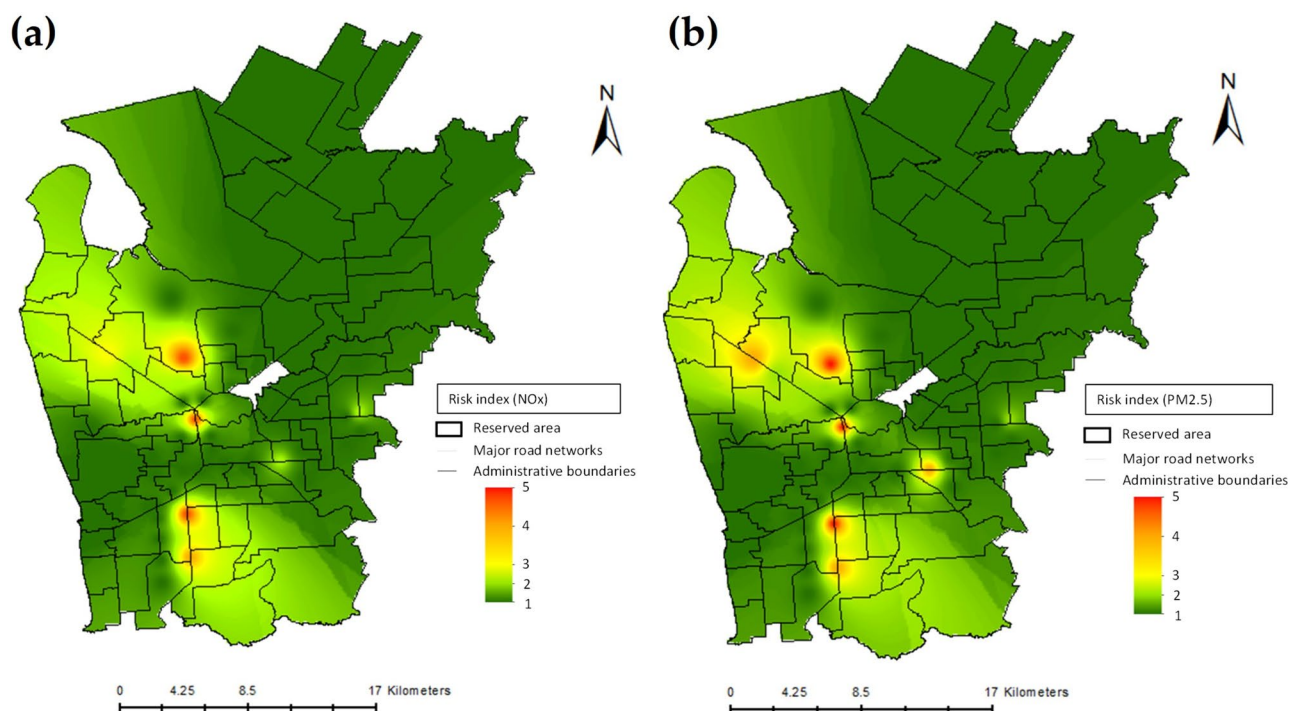 (a)
N
Risk index (NOx)
Reserved area
Major road networks
Administrative boundaries
5
4
3
2
1
0 4.25 8.5 17 Kilometers
(b)
N
Risk index (PM2.5)
Reserved area
Major road networks
Administrative boundaries
5
4
3
2
1
0 4.25 8.5 17 Kilometers